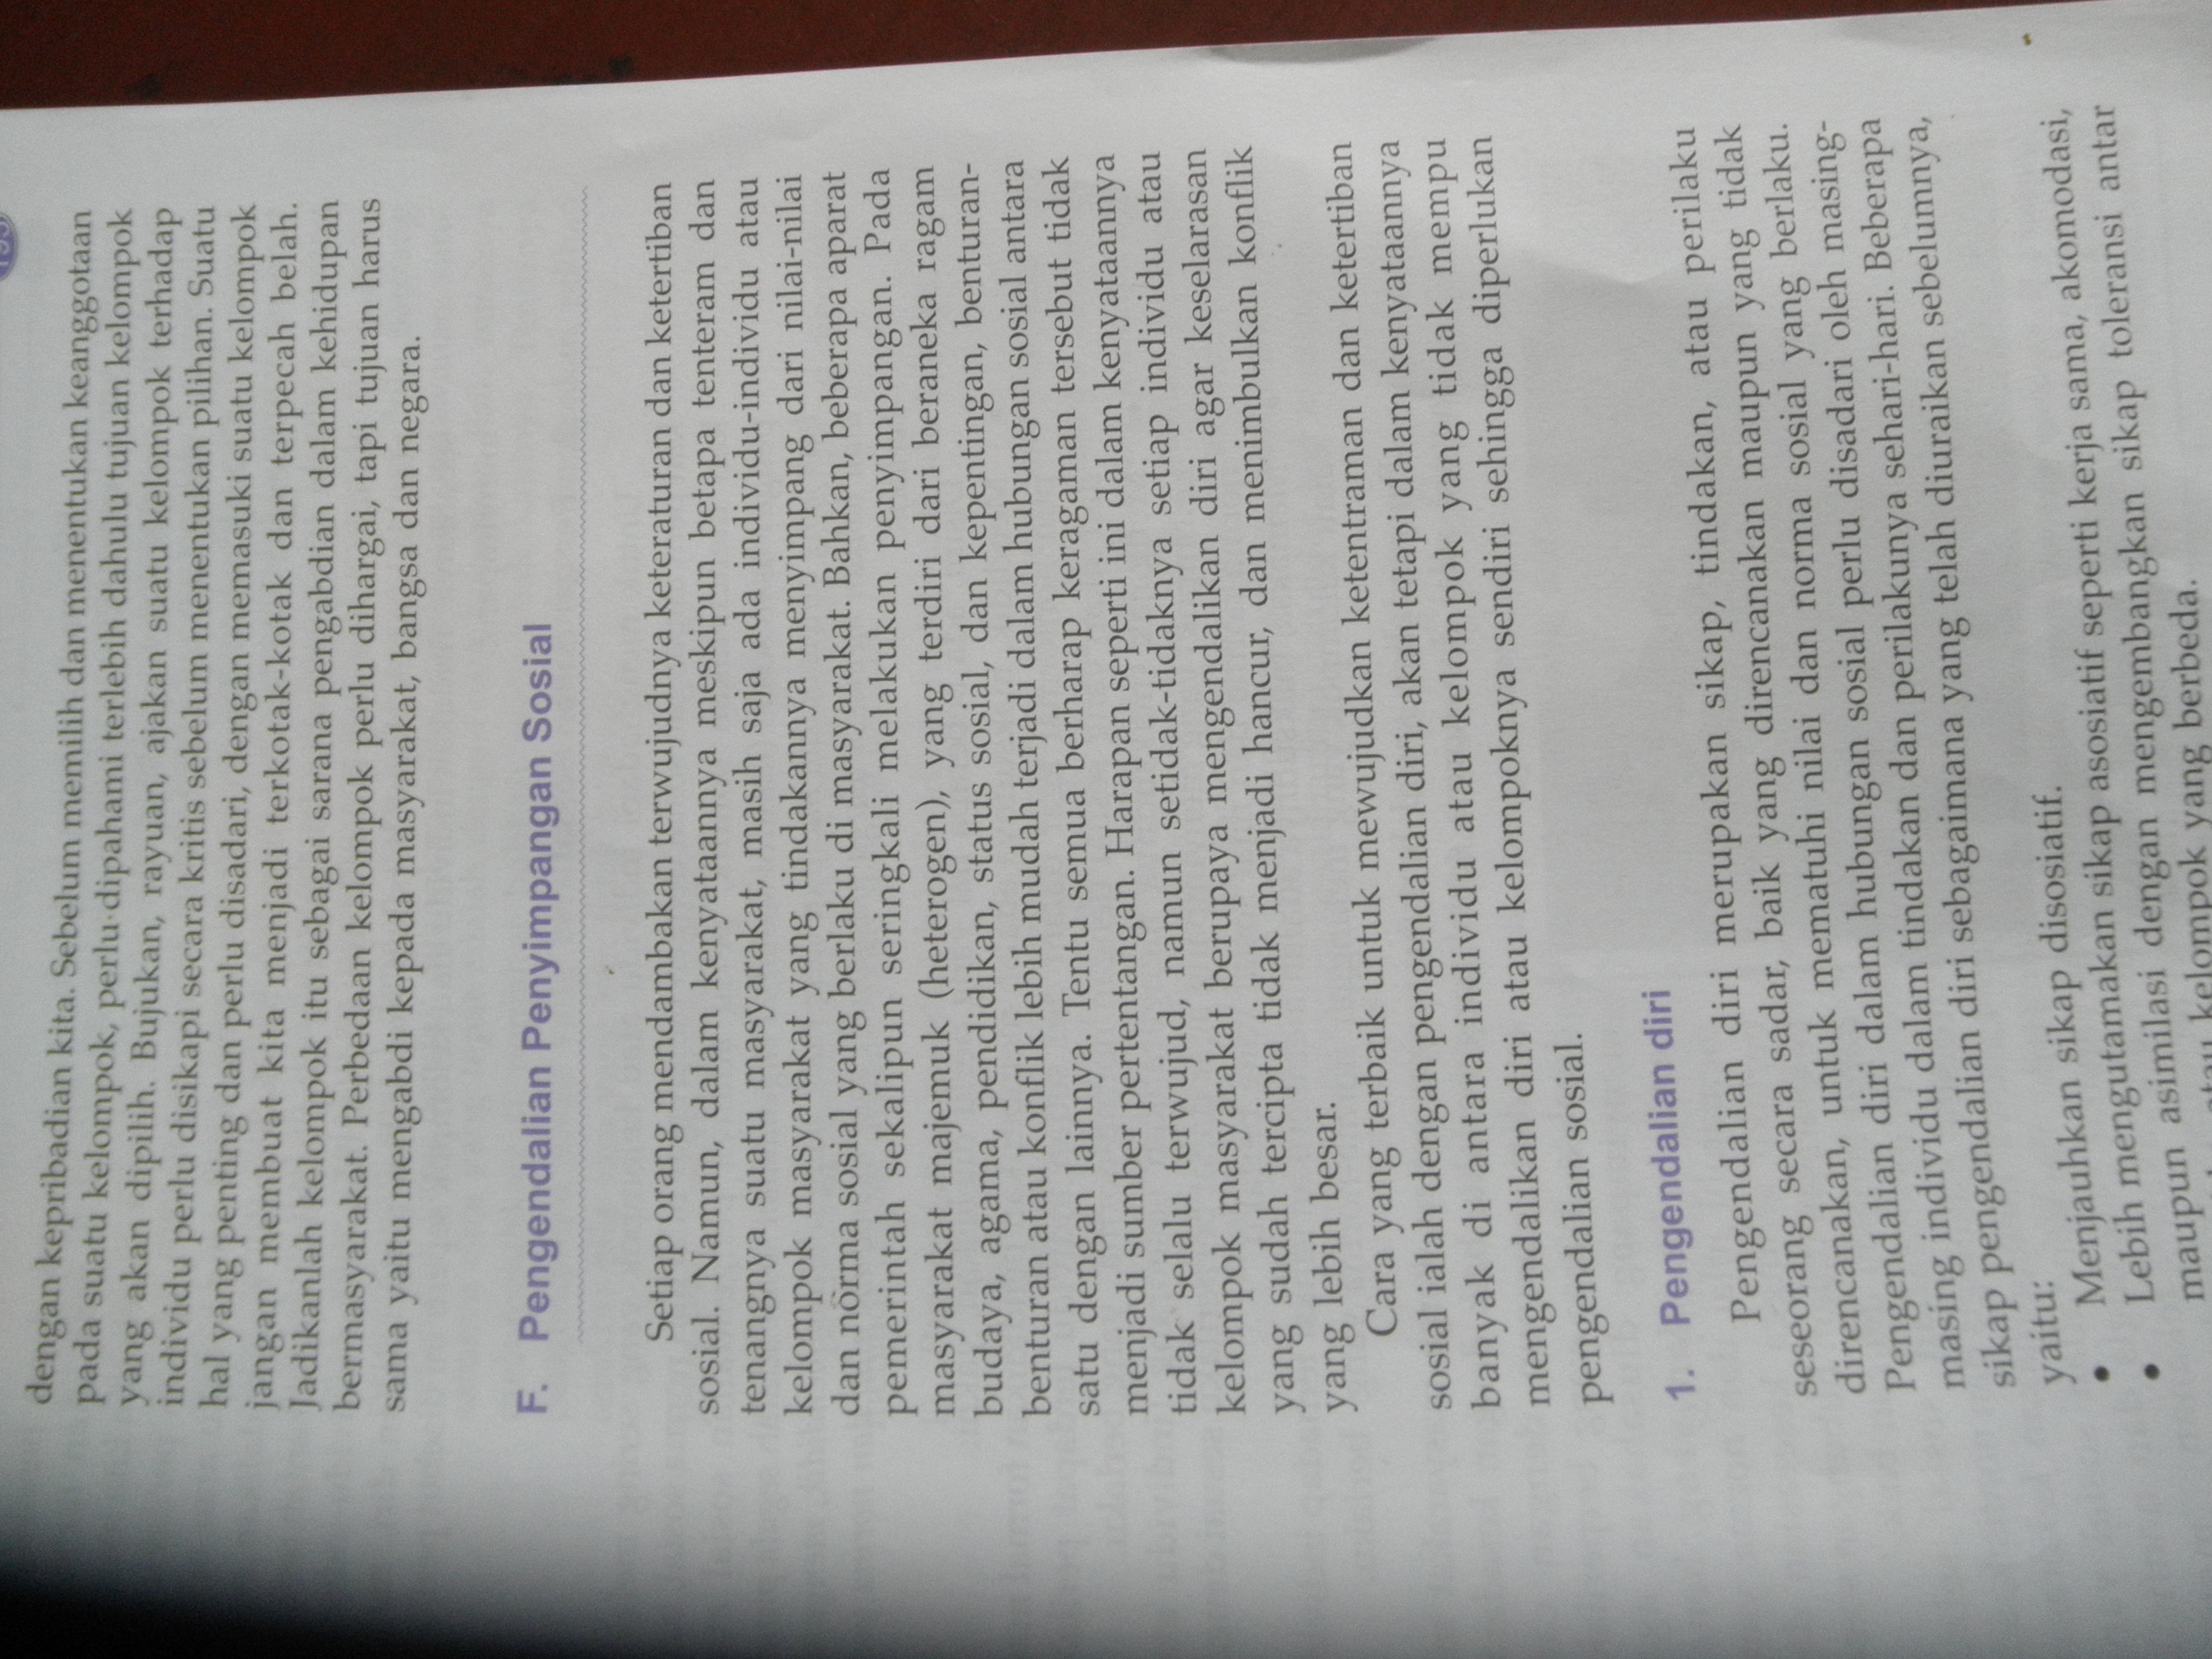 dengan kepribadian kita. Sebelum memilih dan menentukan keanggotaan
pada suatu kelompok, perlu dipahami terlebih dahulu tujuan kelompok
yang akan dipilih. Bujukan, rayuan, ajakan suatu kelompok terhadap
individu perlu disikapi secara kritis sebelum menentukan pilihan. Suatu
hal yang penting dan perlu disadari, dengan memasuki suatu kelompok
jangan membuat kita menjadi terkotak-kotak dan terpecah belah.
Jadikanlah kelompok itu sebagai sarana pengabdian dalam kehidupan
bermasyarakat. Perbedaan kelompok perlu dihargai, tapi tujuan harus
sama yaitu mengabdi kepada masyarakat, bangsa dan negara.
F. Pengendalian Penyimpangan Sosial
Setiap orang mendambakan terwujudnya keteraturan dan ketertiban
sosial. Namun, dalam kenyataannya meskipun betapa tenteram dan
tenangnya suatu masyarakat, masih saja ada individu-individu atau
kelompok masyarakat yang tindakannya menyimpang dari nilai-nilai
dan norma sosial yang berlaku di masyarakat. Bahkan, beberapa aparat
pemerintah sekalipun seringkali melakukan penyimpangan. Pada
masyarakat majemuk (heterogen), yang terdiri dari beraneka ragam
budaya, agama, pendidikan, status sosial, dan kepentingan, benturan-
benturan atau konflik lebih mudah terjadi dalam hubungan sosial antara
satu dengan lainnya. Tentu semua berharap keragaman tersebut tidak
menjadi sumber pertentangan. Harapan seperti ini dalam kenyataannya
tidak selalu terwujud, namun setidak-tidaknya setiap individu atau
kelompok masyarakat berupaya mengendalikan diri agar keselarasan
yang sudah tercipta tidak menjadi hancur, dan menimbulkan konflik
yang lebih besar.
Cara yang terbaik untuk mewujudkan ketentraman dan ketertiban
sosial ialah dengan pengendalian diri, akan tetapi dalam kenyataannya
banyak di antara individu atau kelompok yang tidak mempu
mengendalikan diri atau kelompoknya sendiri sehingga diperlukan
pengendalian sosial.
1. Pengendalian diri
Pengendalian diri merupakan sikap, tindakan, atau perilaku
seseorang secara sadar, baik yang direncanakan maupun yang tidak
direncanakan, untuk mematuhi nilai dan norma sosial yang berlaku.
Pengendalian diri dalam hubungan sosial perlu disadari oleh masing-
masing individu dalam tindakan dan perilakunya sehari-hari. Beberapa
sikap pengendalian diri sebagaimana yang telah diuraikan sebelumnya,
yaitu:
• Menjauhkan sikap disosiatif.
• Lebih mengutamakan sikap asosiatif seperti kerja sama, akomodasi,
maupun asimilasi dengan mengembangkan sikap toleransi antar
atau kelompok yang berbeda.